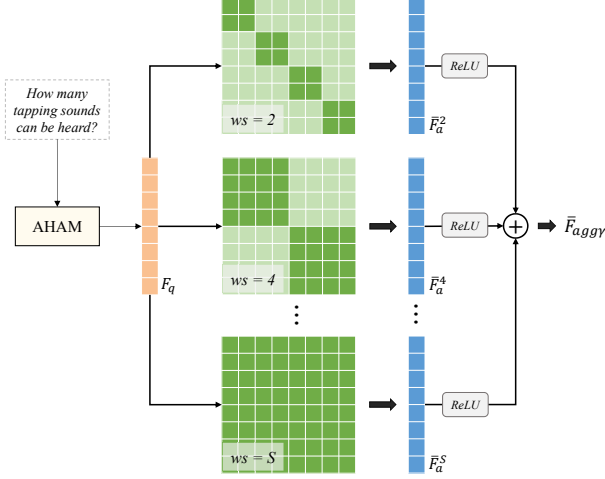 How many
tapping sounds
can be heard?
AHAM
F_q
ws = 2
F̄_a^2
ReLU
ws = 4
F̄_a^4
ReLU
+
F̄_aggγ
⋮
⋮
ws = S
F̄_a^S
ReLU